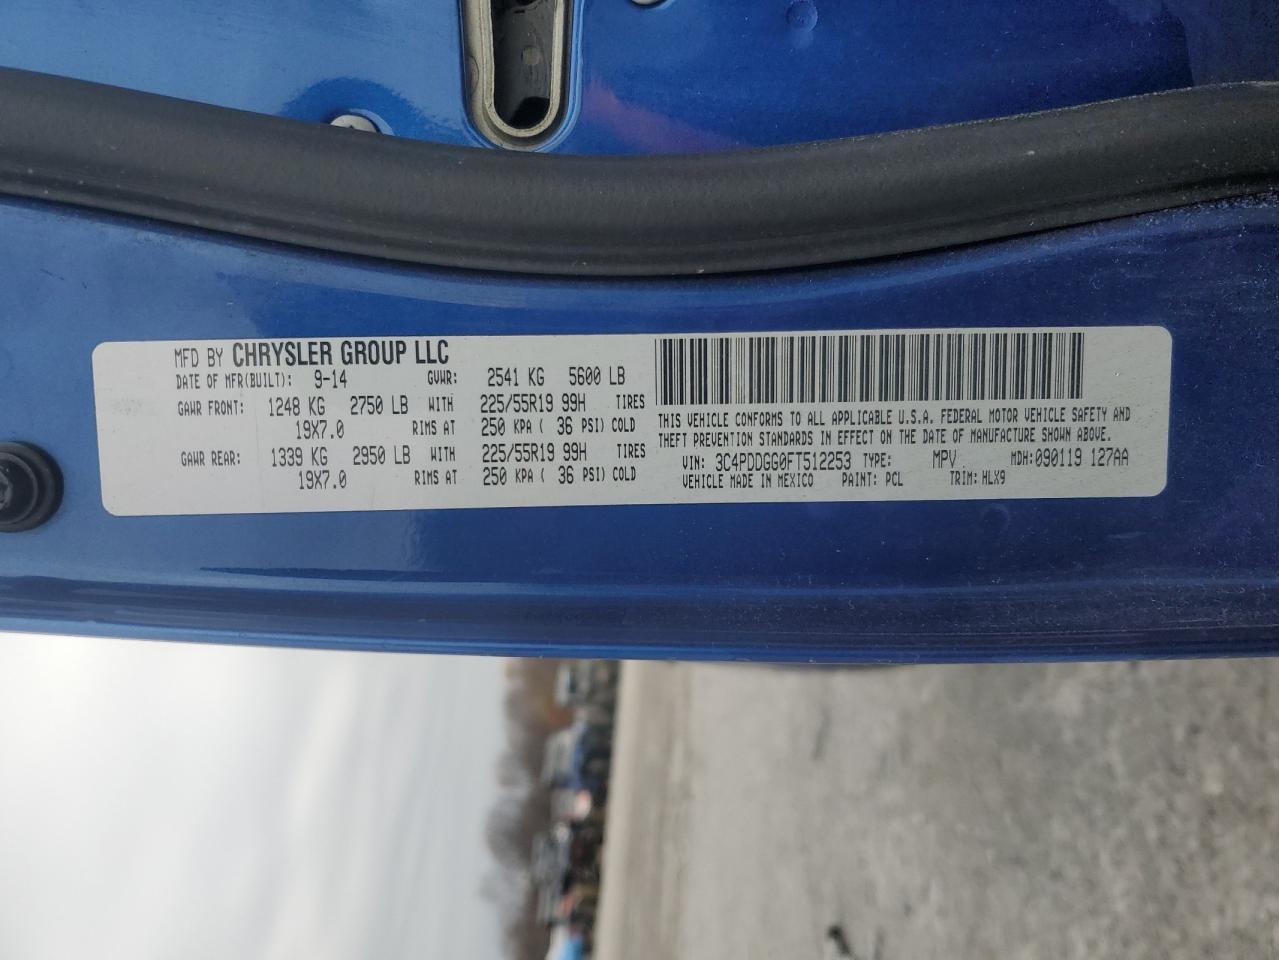 MFD BY CHRYSLER GROUP LLC
DATE OF MFR(BUILT): 9-14 GVWR: 2541 KG 5600 LB
GAWR FRONT: 1248 KG 2750 LB WITH 225/55R19 99H TIRES
19X7.0 RIMS AT 250 KPA ( 36 PSI) COLD
GAWR REAR: 1339 KG 2950 LB WITH 225/55R19 99H TIRES
19X7.0 RIMS AT 250 KPA ( 36 PSI) COLD
THIS VEHICLE CONFORMS TO ALL APPLICABLE U.S.A. FEDERAL MOTOR VEHICLE SAFETY AND
THEFT PREVENTION STANDARDS IN EFFECT ON THE DATE OF MANUFACTURE SHOWN ABOVE.
VIN: 3C4PDDGG0FT512253 TYPE: MPV MDH: 090119 127AA
VEHICLE MADE IN MEXICO PAINT: PCL TRIM: HLX9